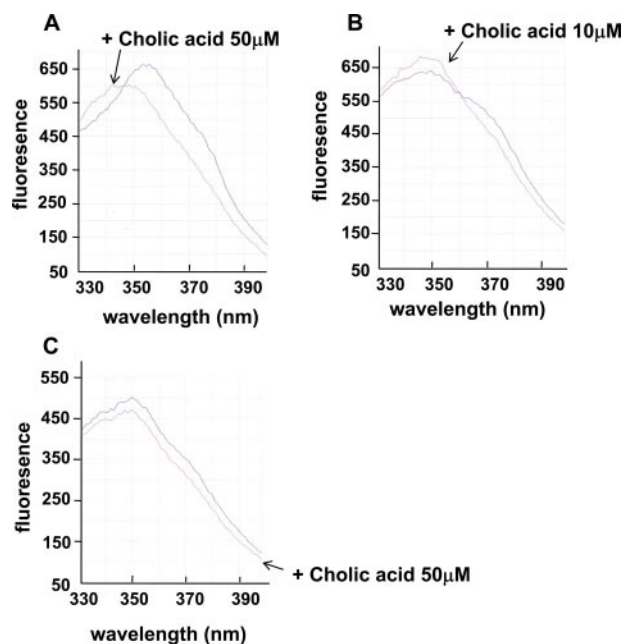 A
+ Cholic acid 50μM
650
550
450
350
250
150
50
fluoresence
330 350 370 390
wavelength (nm)
B
+ Cholic acid 10μM
650
550
450
350
250
150
50
fluoresence
330 350 370 390
wavelength (nm)
C
550
450
350
250
150
50
fluoresence
+ Cholic acid 50μM
330 350 370 390
wavelength (nm)